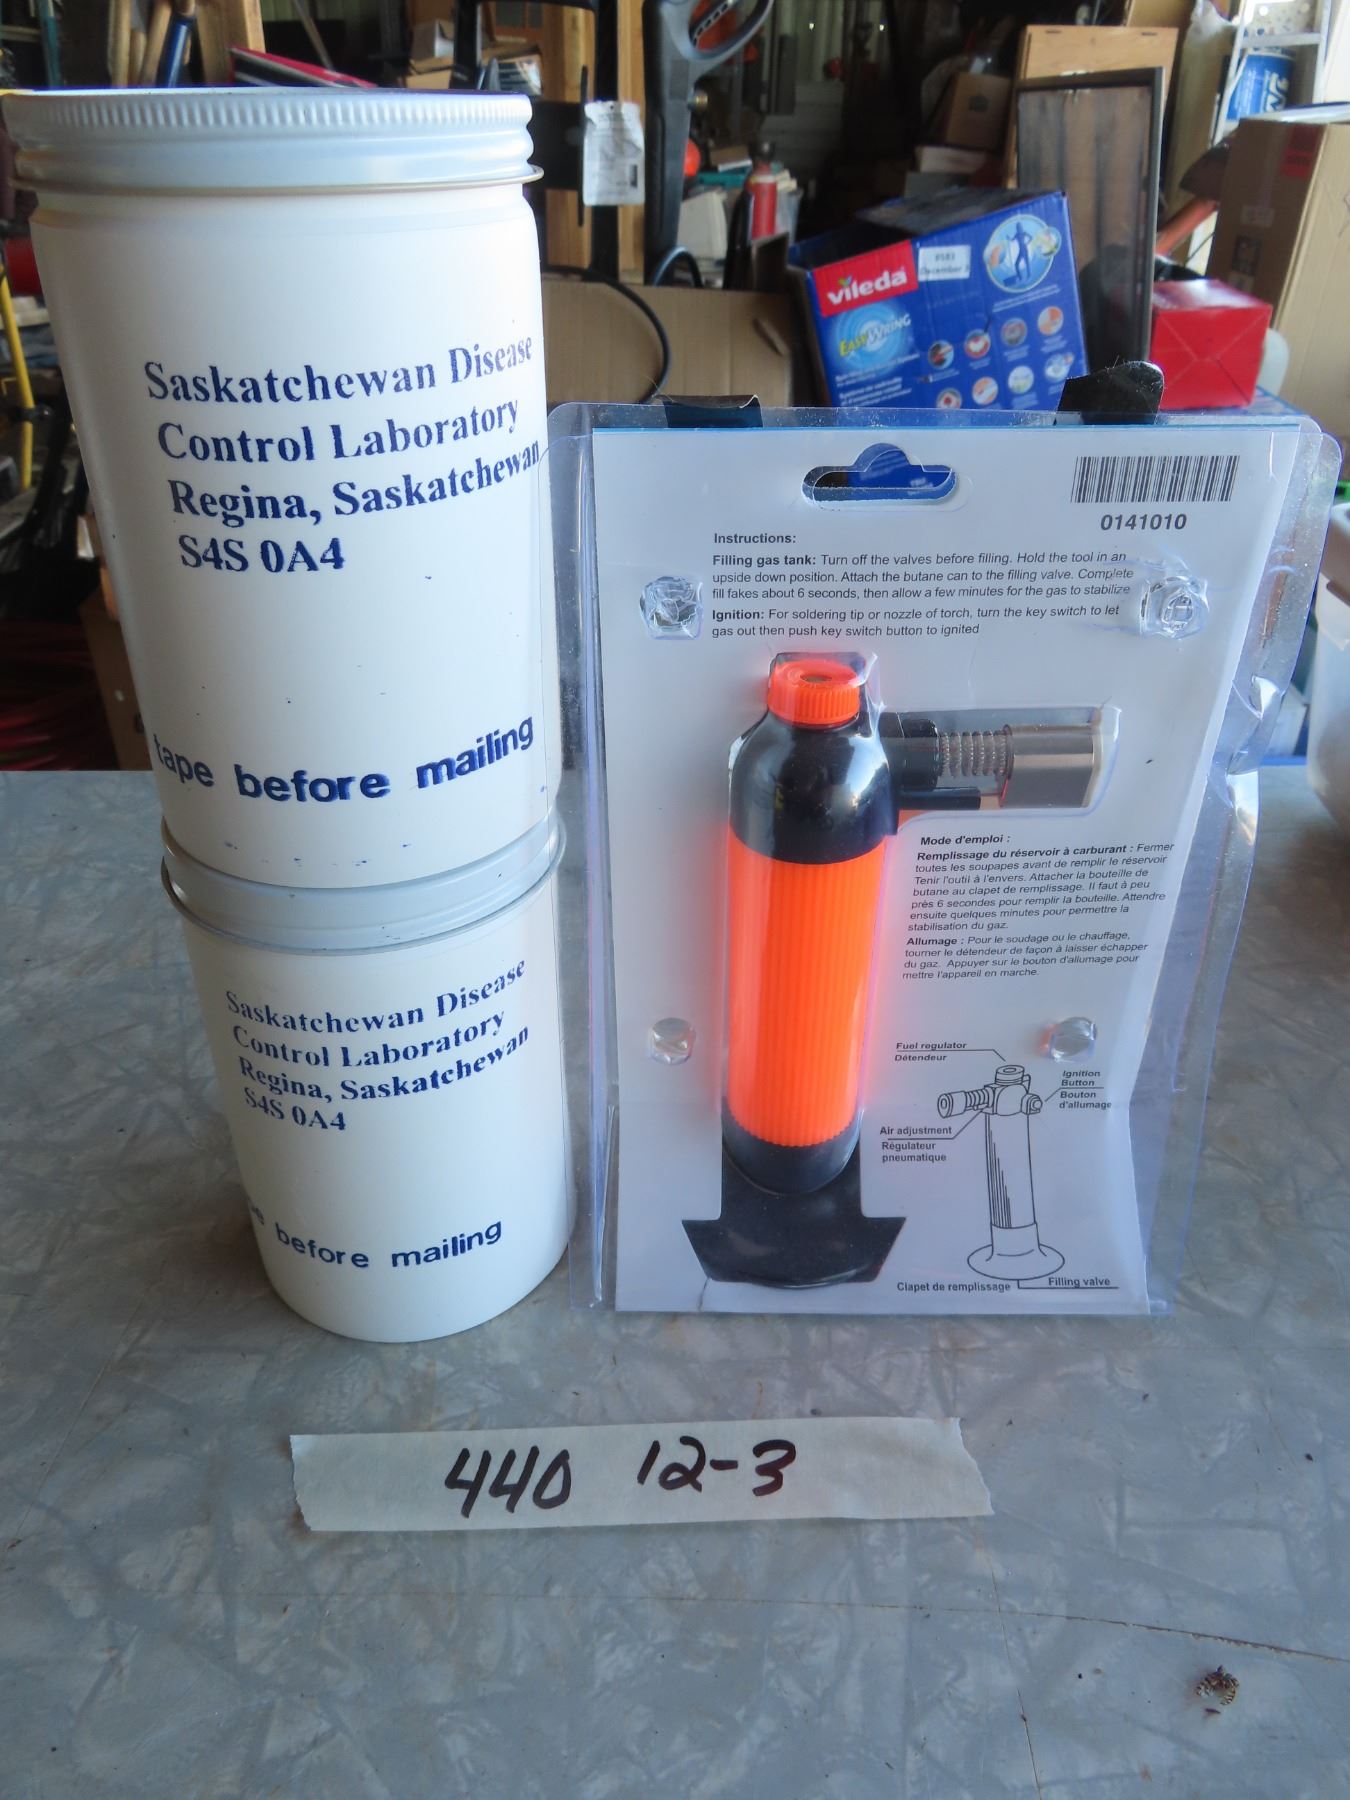 Saskatchewan Disease
Control Laboratory
Regina, Saskatchewan
S4S 0A4
tape before mailing
Saskatchewan Disease
Control Laboratory
Regina, Saskatchewan
S4S 0A4
before mailing
vileda
#583
December 3
EASY WRING
0141010
Instructions:
Filling gas tank: Turn off the valves before filling. Hold the tool in an
upside down position. Attach the butane can to the filling valve. Complete
fill fakes about 6 seconds, then allow a few minutes for the gas to stabilize
Ignition: For soldering tip or nozzle of torch, turn the key switch to let
gas out then push key switch button to ignited
Mode d'emploi :
Remplissage du réservoir à carburant : Fermer
toutes les soupapes avant de remplir le réservoir
Tenir l'outil à l'envers. Attacher la bouteille de
butane au clapet de remplissage. Il faut à peu
près 6 secondes pour remplir la bouteille. Attendre
ensuite quelques minutes pour permettre la
stabilisation du gaz.
Allumage : Pour le soudage ou le chauffage,
tourner le détendeur de façon à laisser échapper
du gaz. Appuyer sur le bouton d'allumage pour
mettre l'appareil en marche.
Fuel regulator
Détendeur
Ignition
Button
Bouton
d'allumage
Air adjustment
Régulateur
pneumatique
Clapet de remplissage
Filling valve
440 12-3